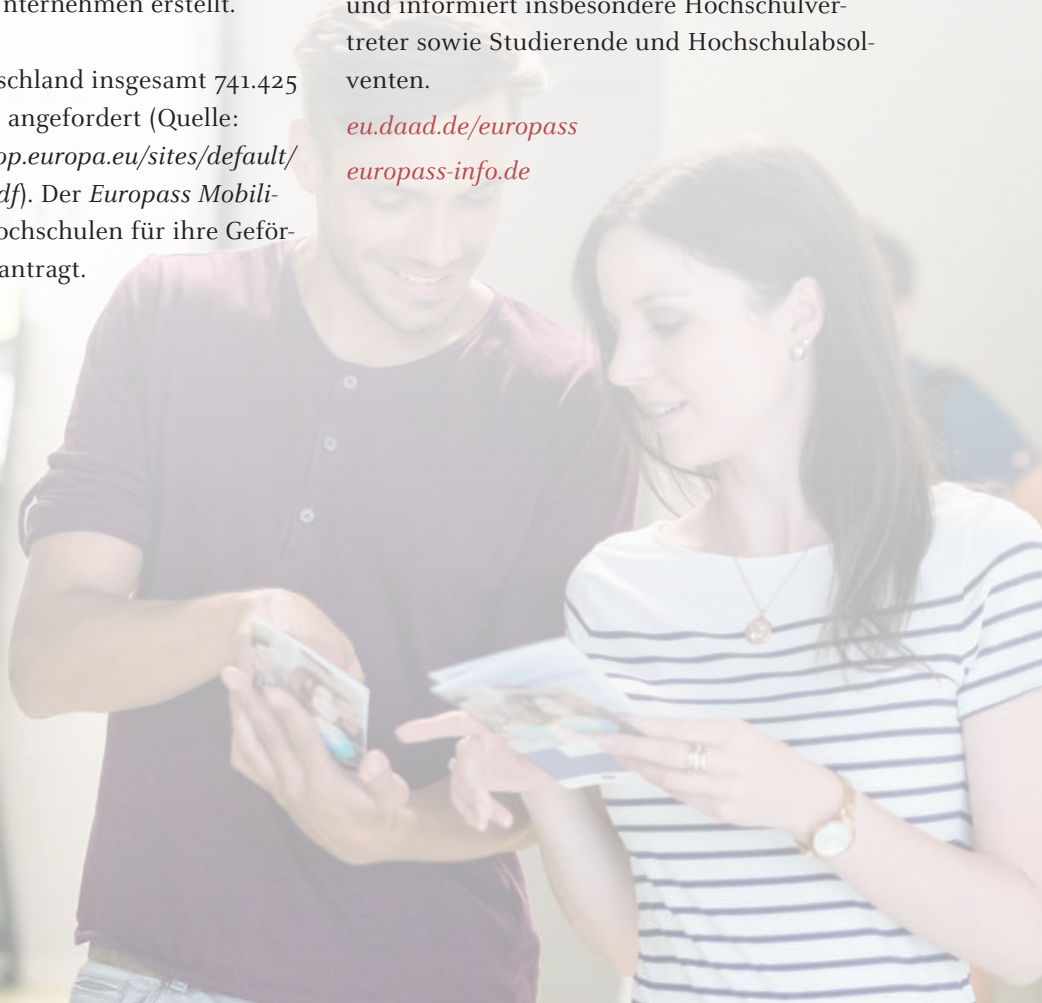 nternehmen erstellt.
schland insgesamt 741.425
angefordert (Quelle:
op.europa.eu/sites/default/
df). Der Europass Mobili-
ochschulen für ihre Geför-
antragt.
und informiert insbesondere Hochschulver-
treter sowie Studierende und Hochschulabsol-
venten.
eu.daad.de/europass
europass-info.de